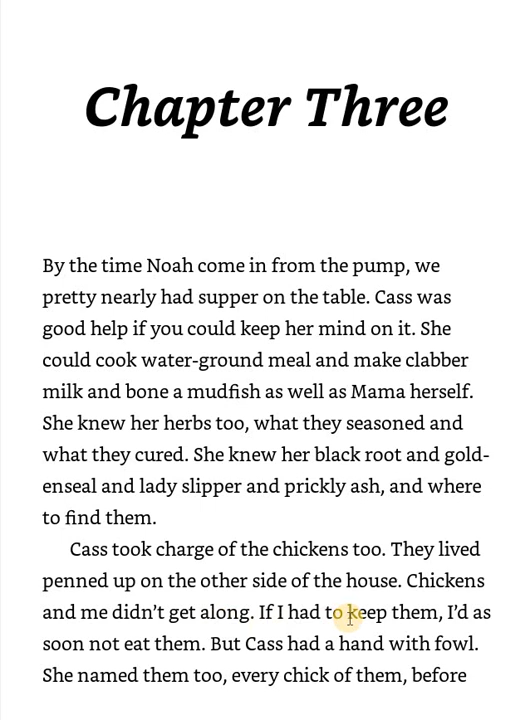 Chapter Three
By the time Noah come in from the pump, we
pretty nearly had supper on the table. Cass was
good help if you could keep her mind on it. She
could cook water-ground meal and make clabber
milk and bone a mudfish as well as Mama herself.
She knew her herbs too, what they seasoned and
what they cured. She knew her black root and gold-
enseal and lady slipper and prickly ash, and where
to find them.
Cass took charge of the chickens too. They lived
penned up on the other side of the house. Chickens
and me didn’t get along. If I had to keep them, I’d as
soon not eat them. But Cass had a hand with fowl.
She named them too, every chick of them, before